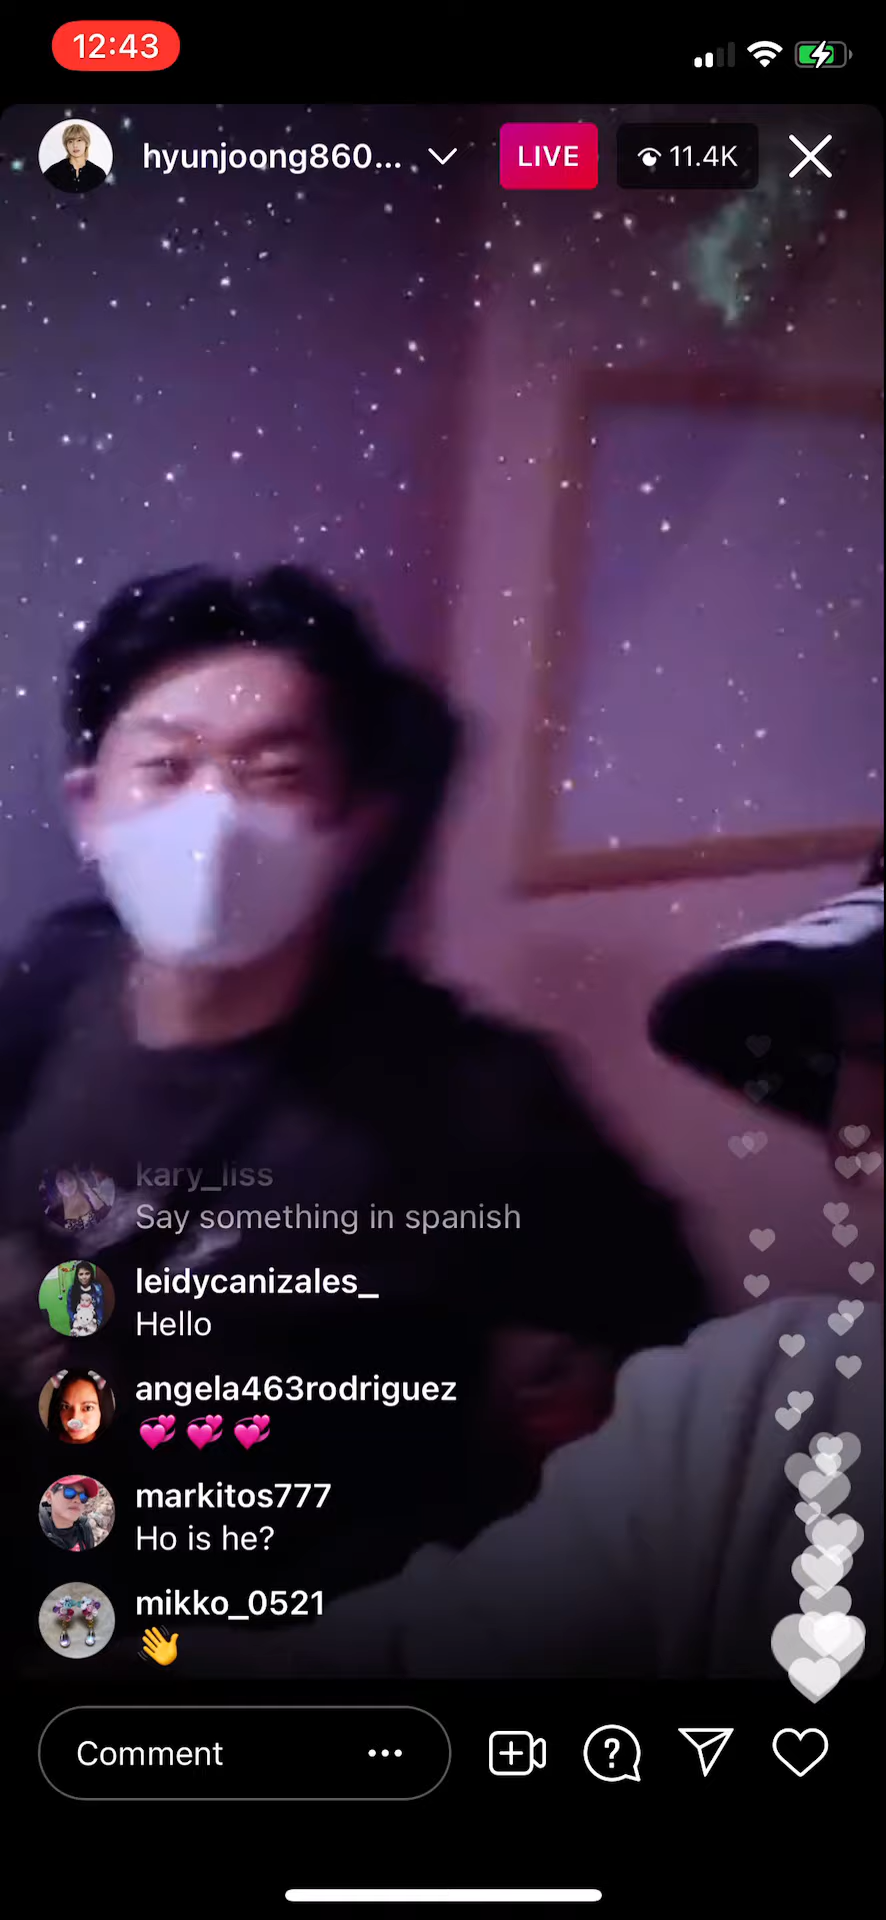 12:43
hyunjoong860...
LIVE
11.4K
kary_liss
Say something in spanish
leidycanizales_
Hello
angela463rodriguez
💞 💞 💞
markitos777
Ho is he?
mikko_0521
👋
Comment